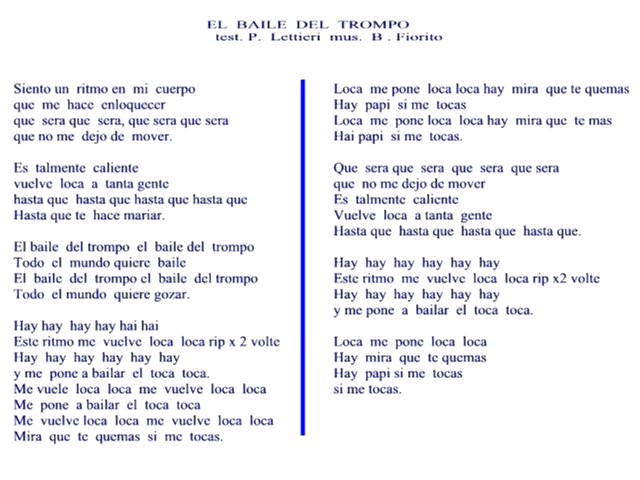 EL BAILE DEL TROMPO
test. P. Lettieri mus. B . Fiorito
Siento un ritmo en mi cuerpo
que me hace enloquecer
que sera que sera, que sera que sera
que no me dejo de mover.
Es talmente caliente
vuelve loca a tanta gente
hasta que hasta que hasta que hasta que
Hasta que te hace mariar.
El baile del trompo el baile del trompo
Todo el mundo quiere baile
El baile del trompo el baile del trompo
Todo el mundo quiere gozar.
Hay hay hay hay hai hai
Este ritmo me vuelve loca loca rip x 2 volte
Hay hay hay hay hay hay
y me pone a bailar el toca toca.
Me vuele loca loca me vuelve loca loca
Me pone a bailar el toca toca
Me vuelve loca loca me vuelve loca loca
Mira que te quemas si me tocas.
Loca me pone loca loca hay mira que te quemas
Hay papi si me tocas
Loca me pone loca loca hay mira que te mas
Hai papi si me tocas.
Que sera que sera que sera que sera
que no me dejo de mover
Es talmente caliente
Vuelve loca a tanta gente
Hasta que hasta que hasta que hasta que.
Hay hay hay hay hay hay
Este ritmo me vuelve loca loca rip x2 volte
Hay hay hay hay hay hay
y me pone a bailar el toca toca.
Loca me pone loca loca
Hay mira que te quemas
Hay papi si me tocas
si me tocas.